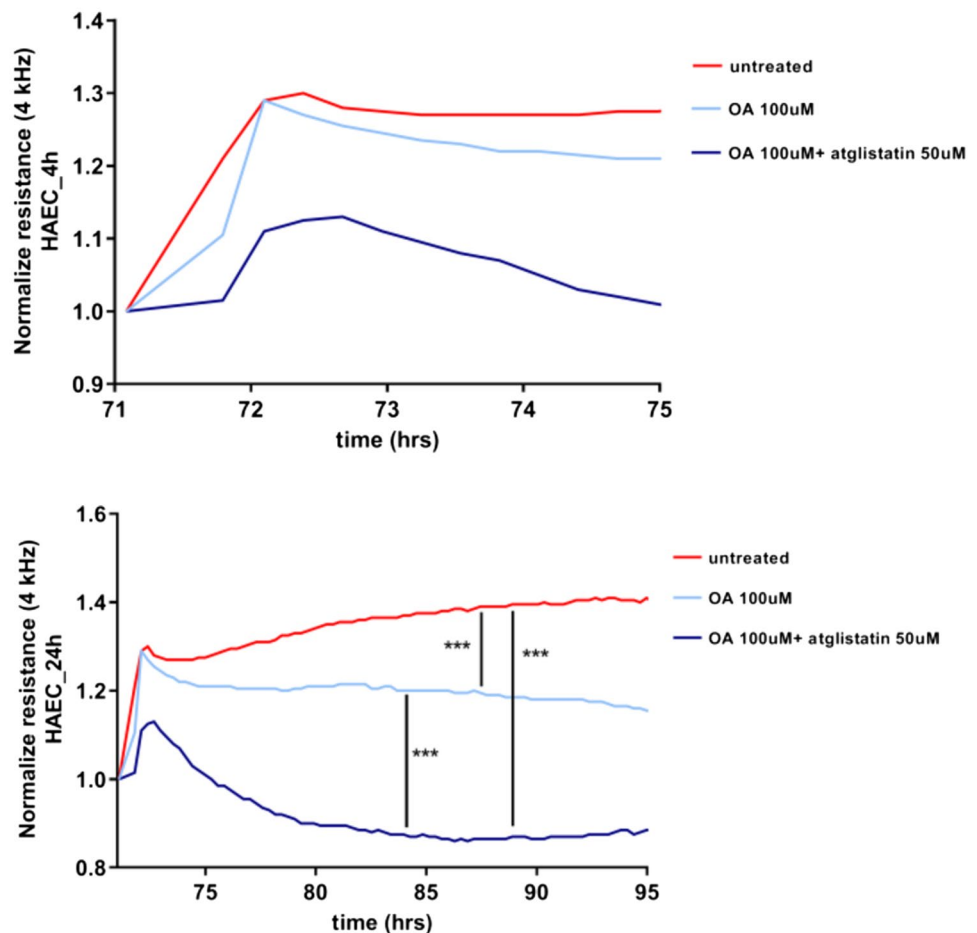 1.4
1.3
1.2
1.1
1.0
0.9
Normalize resistance (4 kHz)
HAEC_4h
71
72
73
74
75
time (hrs)
untreated
OA 100uM
OA 100uM+ atglistatin 50uM
1.6
1.4
1.2
1.0
0.8
Normalize resistance (4 kHz)
HAEC_24h
75
80
85
90
95
time (hrs)
***
***
***
untreated
OA 100uM
OA 100uM+ atglistatin 50uM